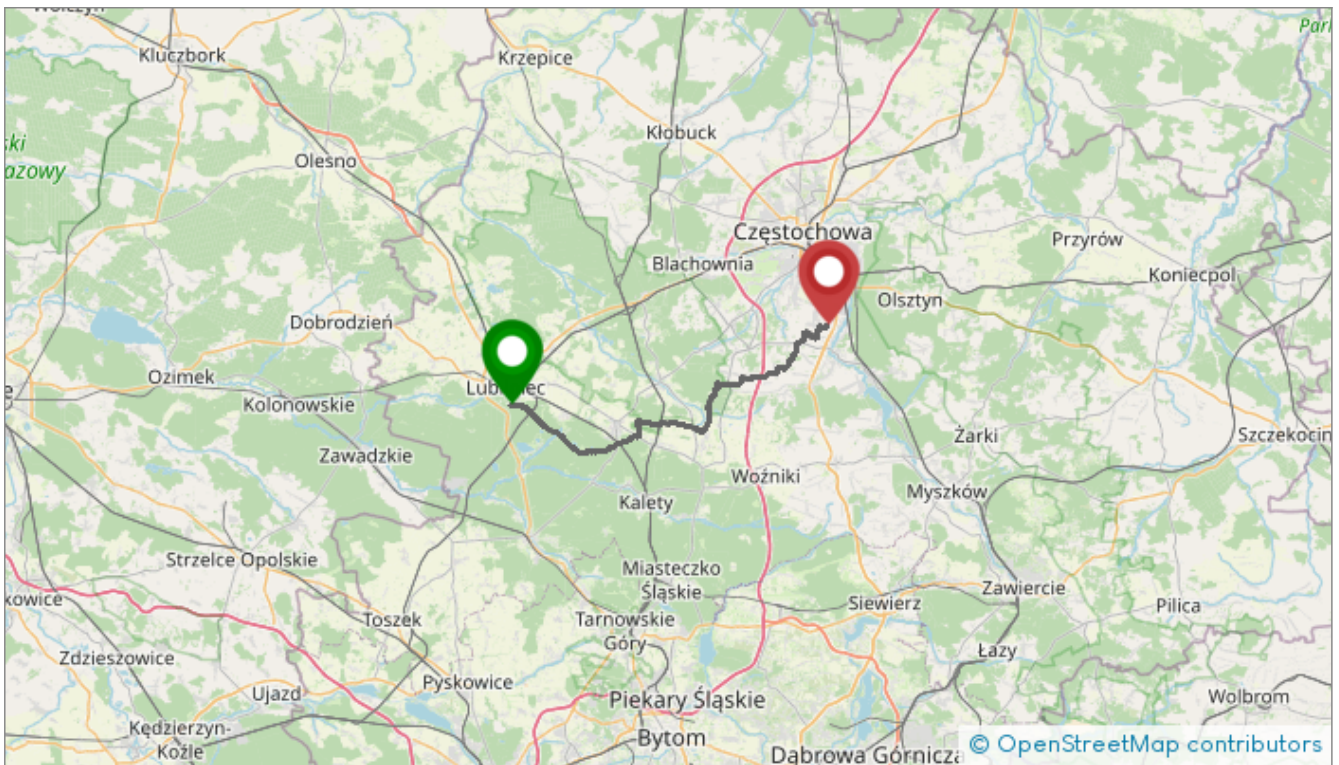 Kluczbork
Krzepice
Kłobuck
Olesno
ski
azowy
Częstochowa
Przyrów
Blachownia
Koniecpol
Olsztyn
Dobrodzień
Ozimek
Kolonowskie
Żarki
Szczekocin
Zawadzkie
Woźniki
Myszków
Kalety
Strzelce Opolskie
Miasteczko
Śląskie
Zawiercie
kowice
Siewierz
Pilica
Toszek
Tarnowskie
Góry
Łazy
Zdzieszowice
Pyskowice
Ujazd
Piekary Śląskie
Wolbrom
Kędzierzyn-
Koźle
Bytom
Dąbrowa Górnicza
© OpenStreetMap contributors